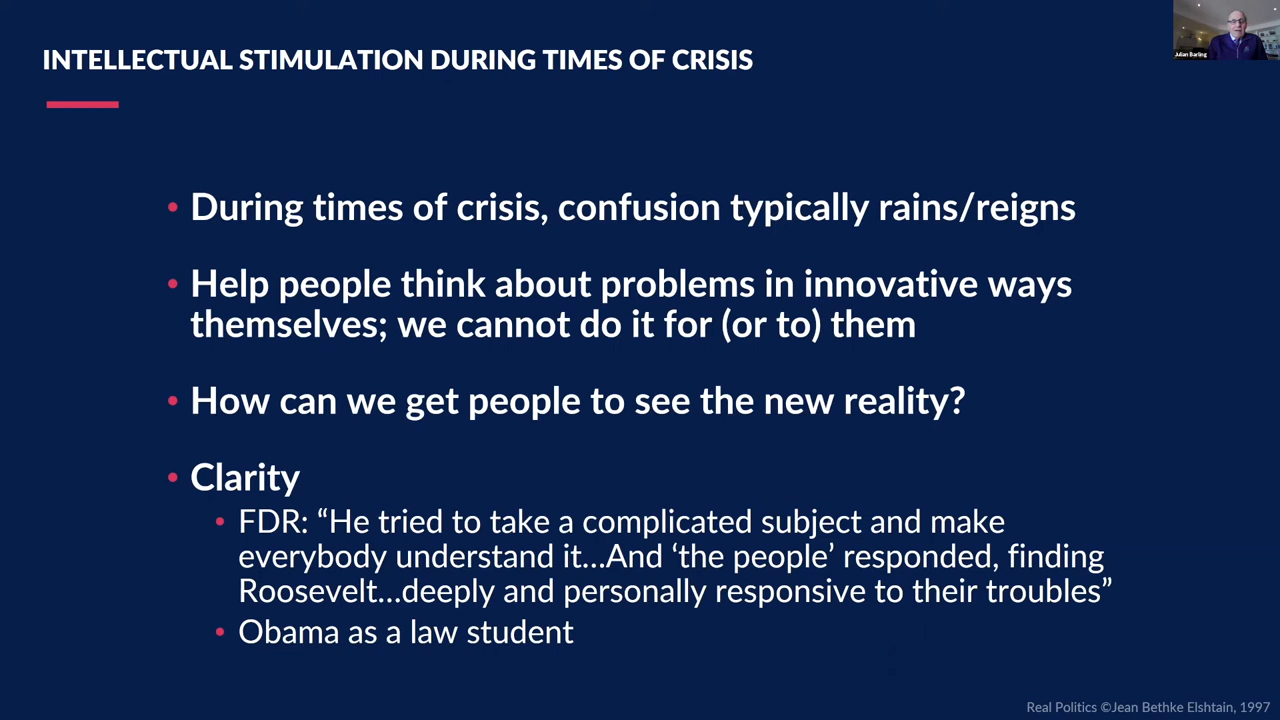 INTELLECTUAL STIMULATION DURING TIMES OF CRISIS
Julian Barling
• During times of crisis, confusion typically rains/reigns
• Help people think about problems in innovative ways
themselves; we cannot do it for (or to) them
• How can we get people to see the new reality?
• Clarity
• FDR: “He tried to take a complicated subject and make
everybody understand it…And ‘the people’ responded, finding
Roosevelt…deeply and personally responsive to their troubles”
• Obama as a law student
Real Politics ©Jean Bethke Elshtain, 1997